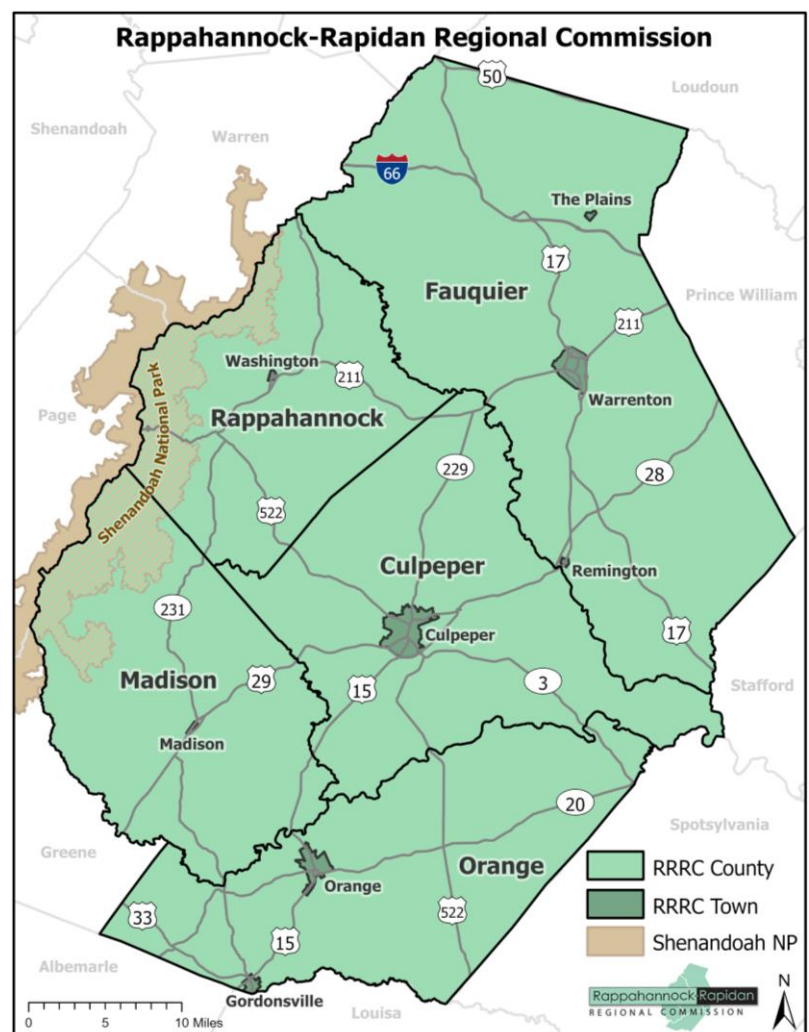 Rappahannock-Rapidan Regional Commission
50
Loudoun
Shenandoah
Warren
66
The Plains
17
Fauquier
Prince William
211
Washington
211
Warrenton
Page
Rappahannock
Shenandoah National Park
229
28
522
Culpeper
Remington
231
Culpeper
17
Madison
29
15
3
Stafford
Madison
20
Spotsylvania
Greene
Orange
Orange
RRRC County
33
522
RRRC Town
15
Shenandoah NP
Albemarle
Gordonsville
Louisa
Rappahannock-Rapidan
REGIONAL COMMISSION
N
0 5 10 Miles